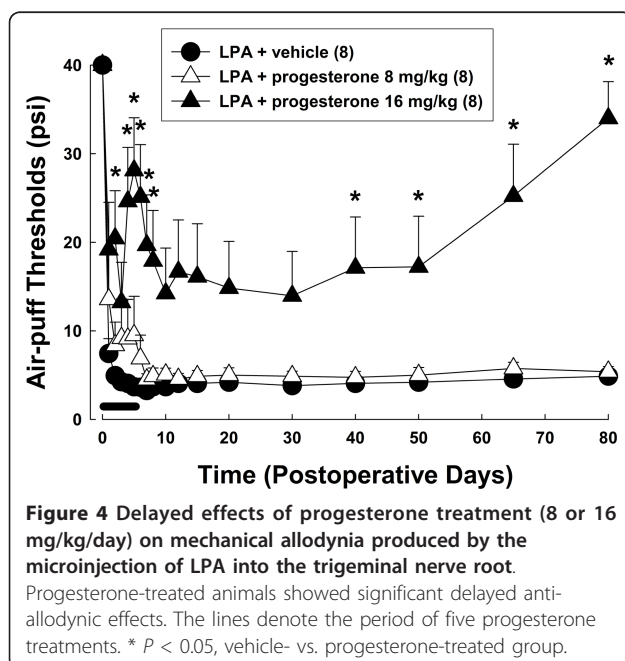 LPA + vehicle (8)
LPA + progesterone 8 mg/kg (8)
LPA + progesterone 16 mg/kg (8)
Air-puff Thresholds (psi)
40
30
20
10
0
* * * * * * * * * *
0 10 20 30 40 50 60 70 80
Time (Postoperative Days)
Figure 4 Delayed effects of progesterone treatment (8 or 16
mg/kg/day) on mechanical allodynia produced by the
microinjection of LPA into the trigeminal nerve root.
Progesterone-treated animals showed significant delayed anti-
allodynic effects. The lines denote the period of five progesterone
treatments. * P < 0.05, vehicle- vs. progesterone-treated group.